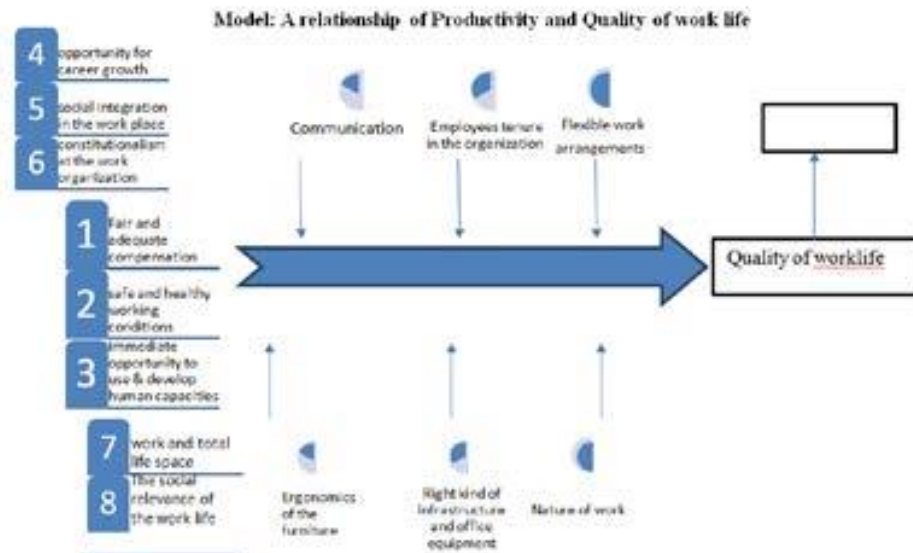 Model: A relationship of Productivity and Quality of work life
4
opportunity for
career growth
5
social integration
in the work place
6
constitutionalism
at the work
organization
Communication
Employees tenure
in the organization
Flexible work
arrangements
1
Fair and
adequate
compensation
2
safe and healthy
working
conditions
3
immediate
opportunity to
use & develop
human capacities
Quality of worklife
7
work and total
life space
8
The social
relevance of
the work life
Ergonomics
of the
furniture
Right kind of
infrastructure
and office
equipment
Nature of work